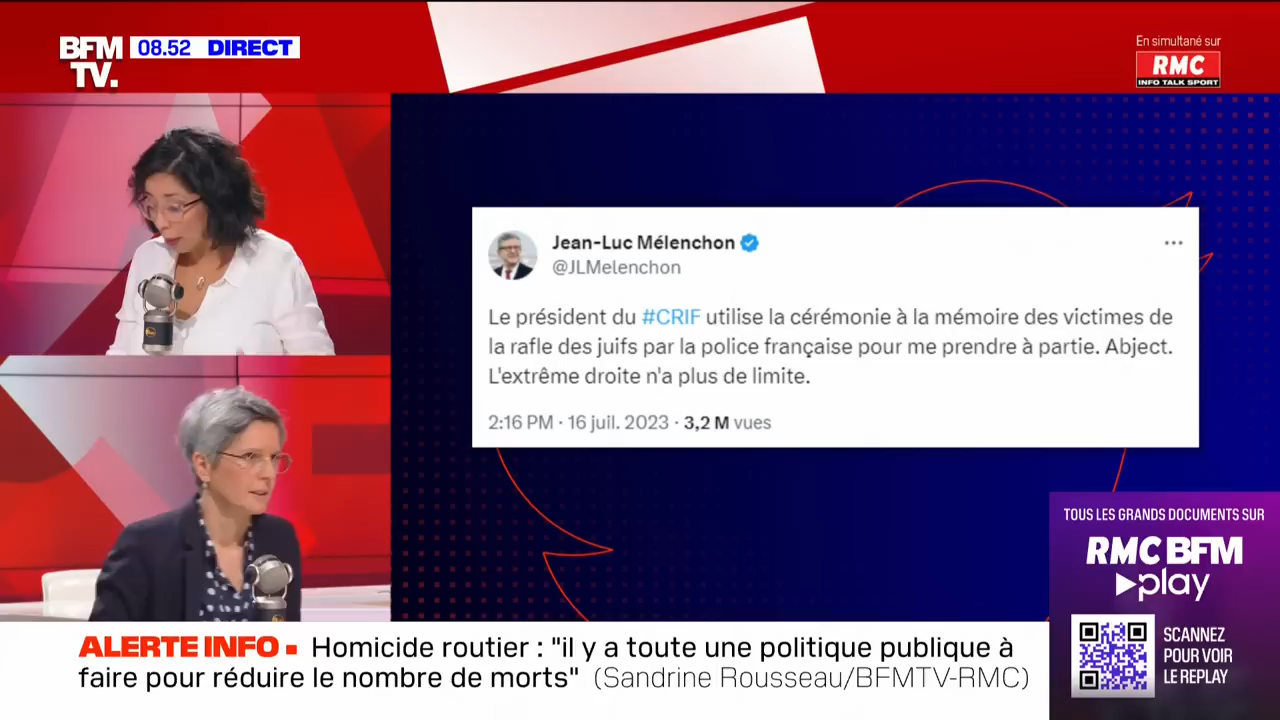 BFM
TV.
08.52 DIRECT
En simultané sur
RMC
INFO TALK SPORT
Jean-Luc Mélenchon
@JLMelenchon
Le président du #CRIF utilise la cérémonie à la mémoire des victimes de
la rafle des juifs par la police française pour me prendre à partie. Abject.
L'extrême droite n'a plus de limite.
2:16 PM · 16 juil. 2023 · 3,2 M vues
TOUS LES GRANDS DOCUMENTS SUR
RMC BFM
play
SCANNEZ
POUR VOIR
LE REPLAY
ALERTE INFO Homicide routier : "il y a toute une politique publique à
faire pour réduire le nombre de morts" (Sandrine Rousseau/BFMTV-RMC)